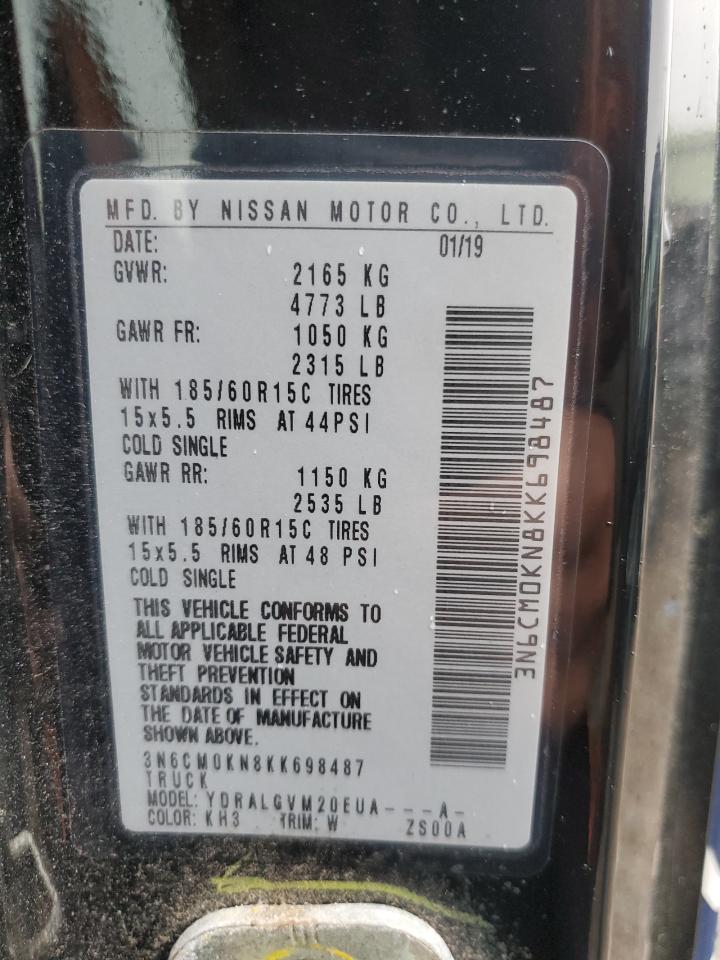 MFD. BY NISSAN MOTOR CO., LTD.
DATE: 01/19
GVWR: 2165 KG
4773 LB
GAWR FR: 1050 KG
2315 LB
WITH 185/60R15C TIRES
15x5.5 RIMS AT 44PSI
COLD SINGLE
GAWR RR: 1150 KG
2535 LB
WITH 185/60R15C TIRES
15x5.5 RIMS AT 48 PSI
COLD SINGLE
THIS VEHICLE CONFORMS TO
ALL APPLICABLE FEDERAL
MOTOR VEHICLE SAFETY AND
THEFT PREVENTION
STANDARDS IN EFFECT ON
THE DATE OF MANUFACTURE
SHOWN ABOVE.
3N6CM0KN8KK698487
TRUCK
MODEL: YDRALGVM20EUA---A-
COLOR: KH3 TRIM: W ZS00A
3N6CM0KN8KK698487